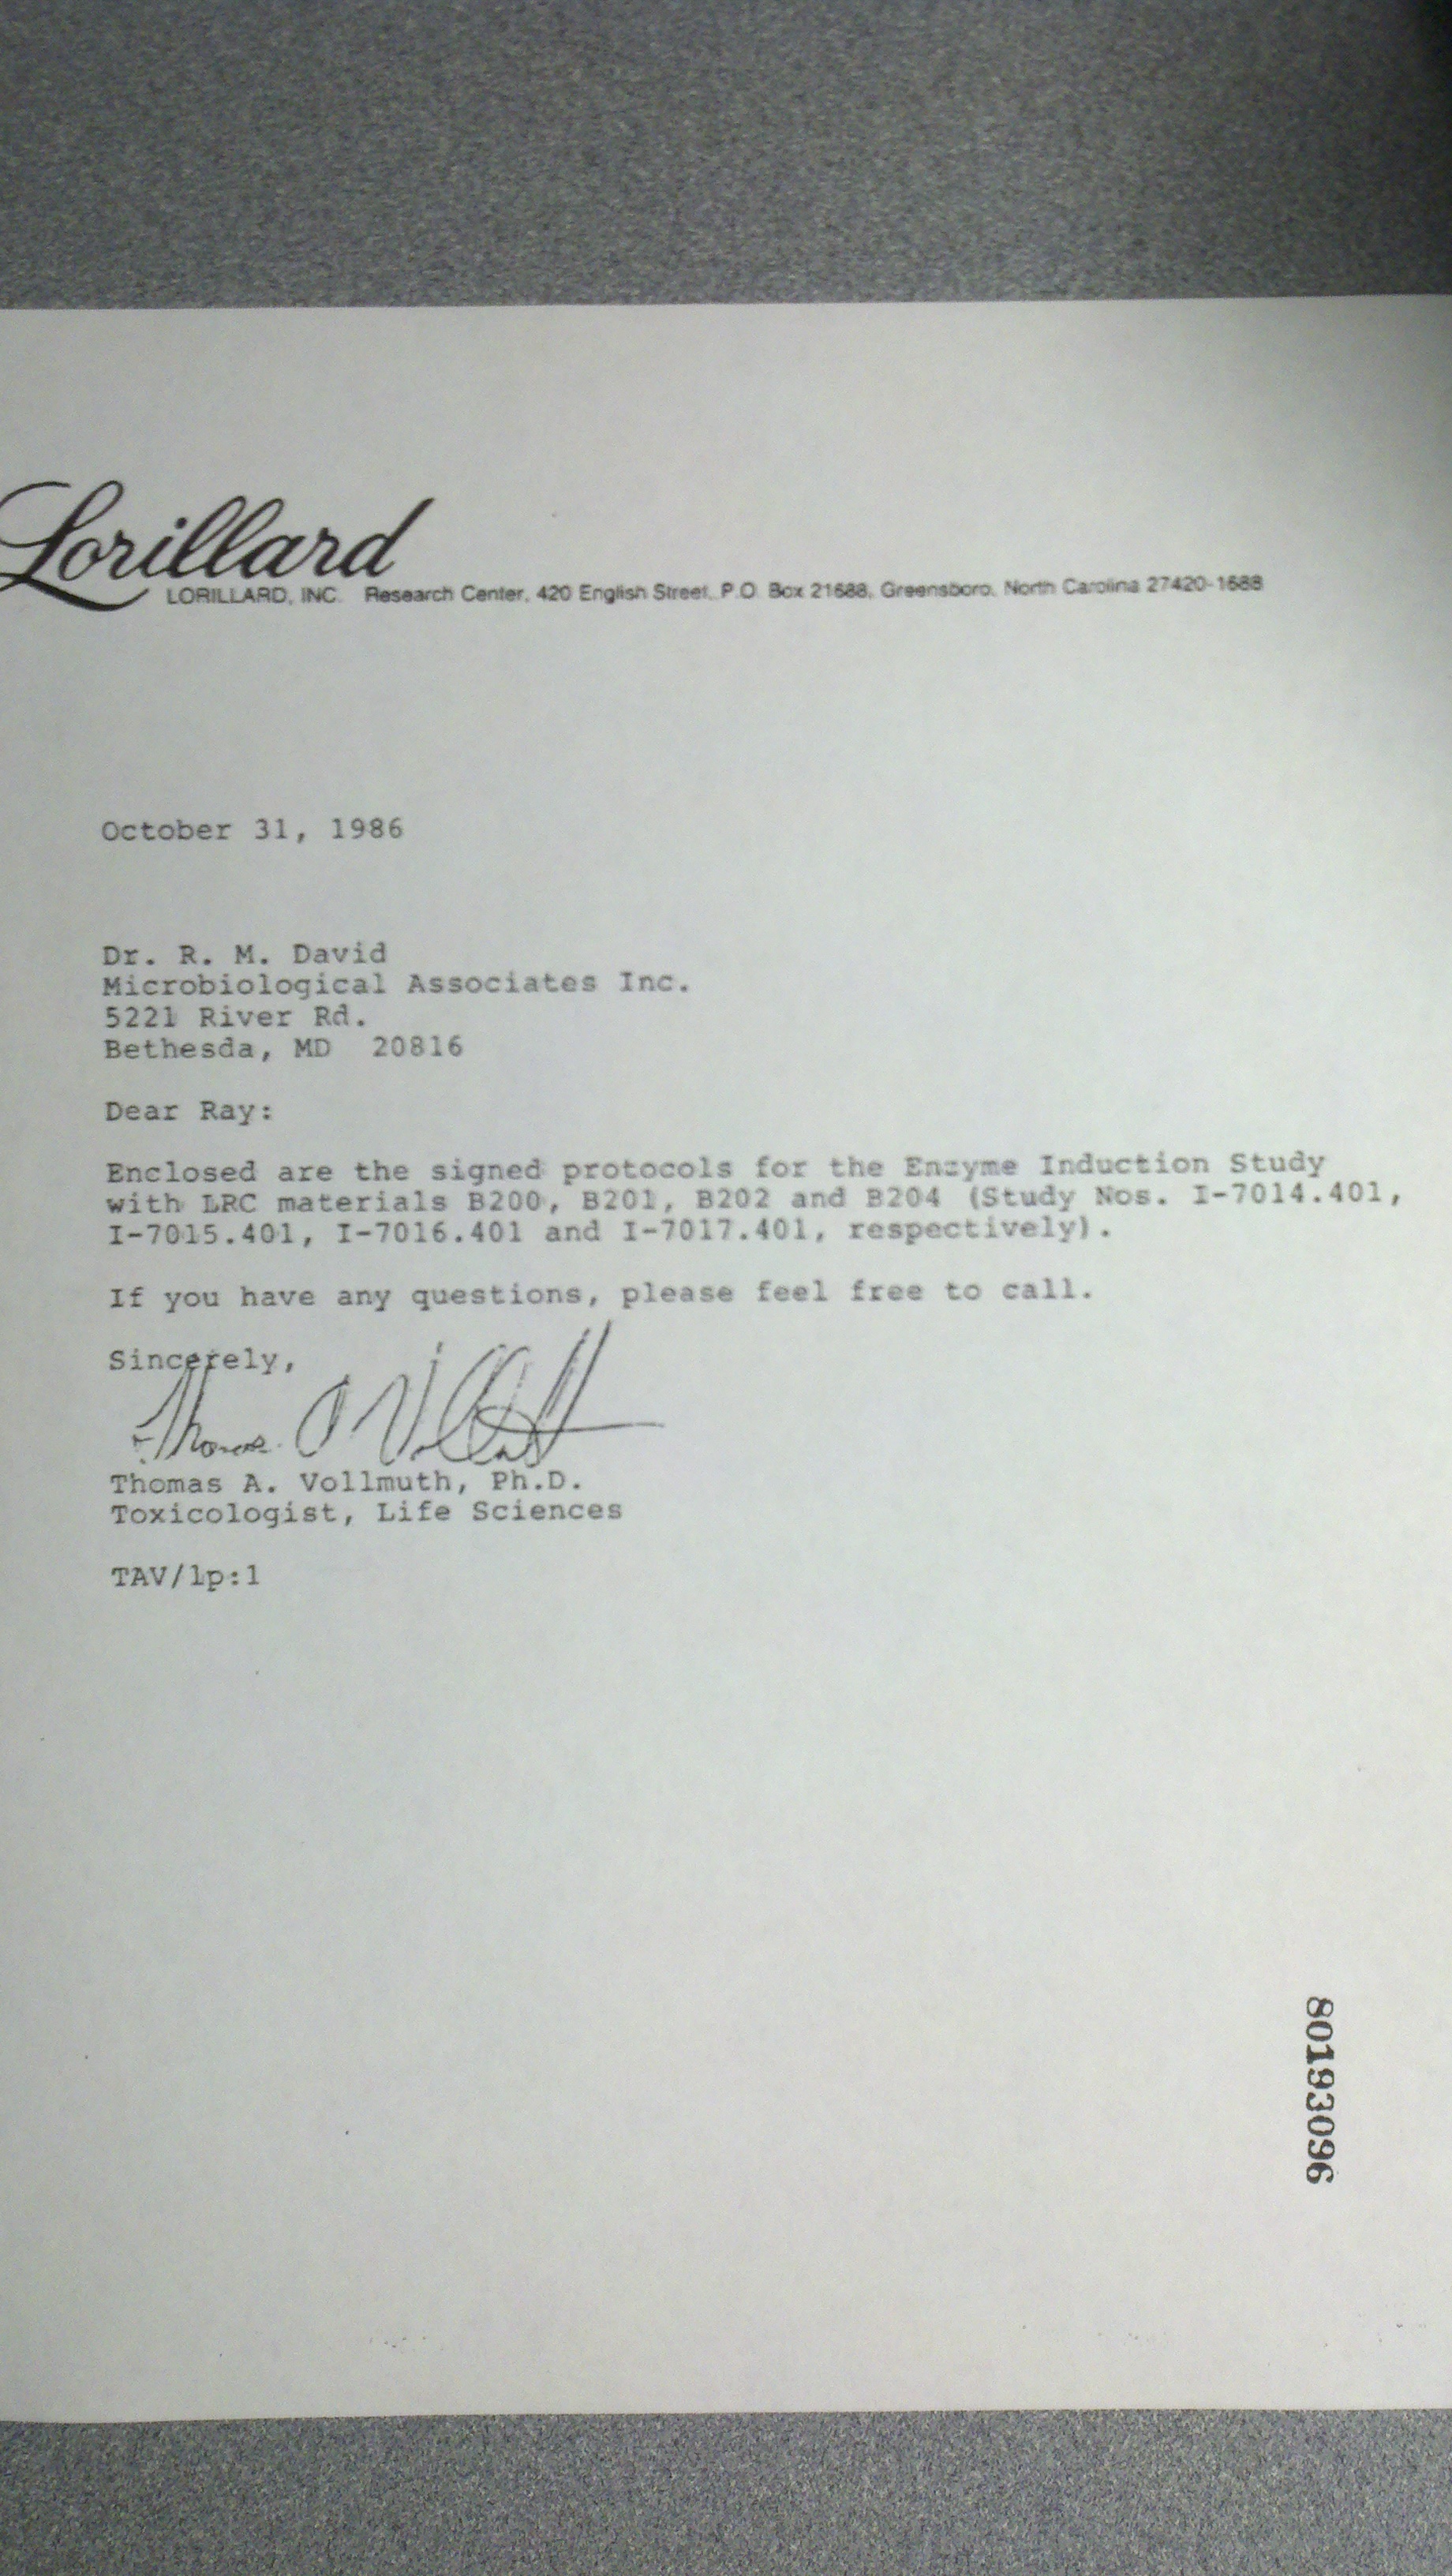 Lorillard
LORILLARD, INC. Research Center, 420 English Street, P.O. Box 21688, Greensboro, North Carolina 27420-1688
October 31, 1986
Dr. R. M. David
Microbiological Associates Inc.
5221 River Rd.
Bethesda, MD  20816
Dear Ray:
Enclosed are the signed protocols for the Enzyme Induction Study
with LRC materials B200, B201, B202 and B204 (Study Nos. I-7014.401,
I-7015.401, I-7016.401 and I-7017.401, respectively).
If you have any questions, please feel free to call.
Sincerely,
Thomas A Vollmuth
Thomas A. Vollmuth, Ph.D.
Toxicologist, Life Sciences
TAV/lp:1
80193096